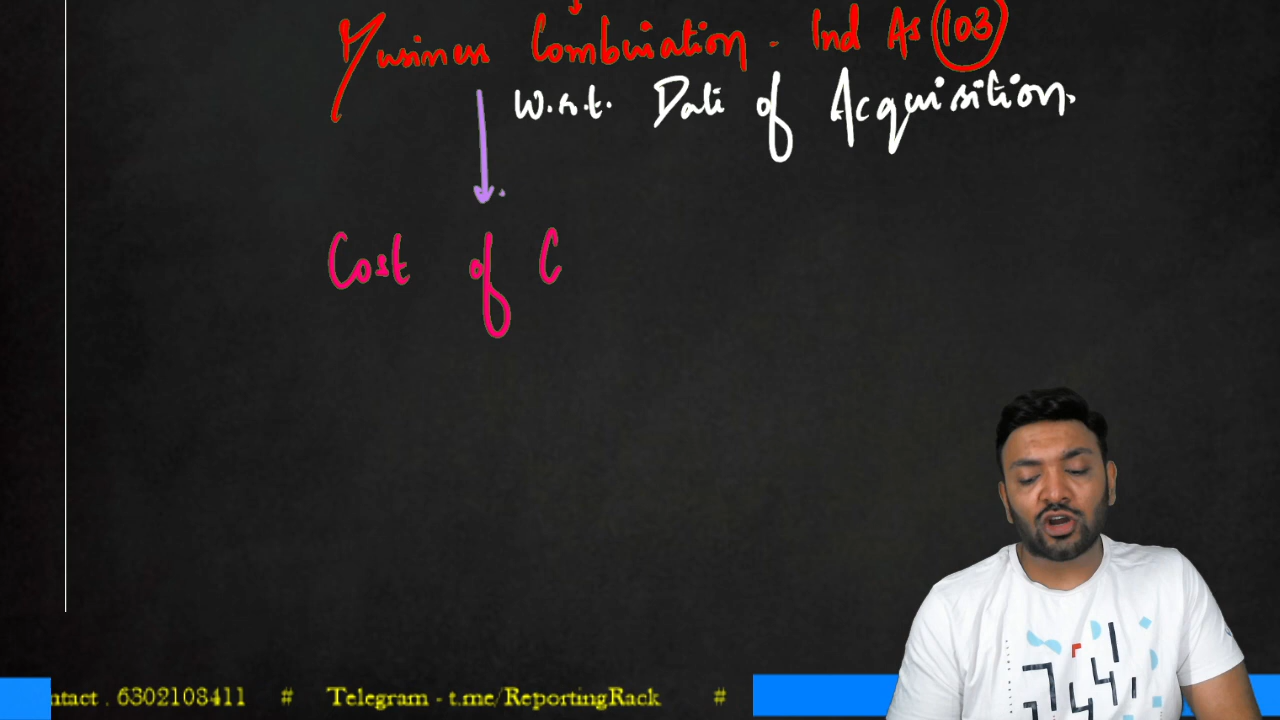 Business Combination - Ind As 103
w.r.t. Date of Acquisition.
Cost of C
ntact . 6302108411 # Telegram - t.me/ReportingRack #